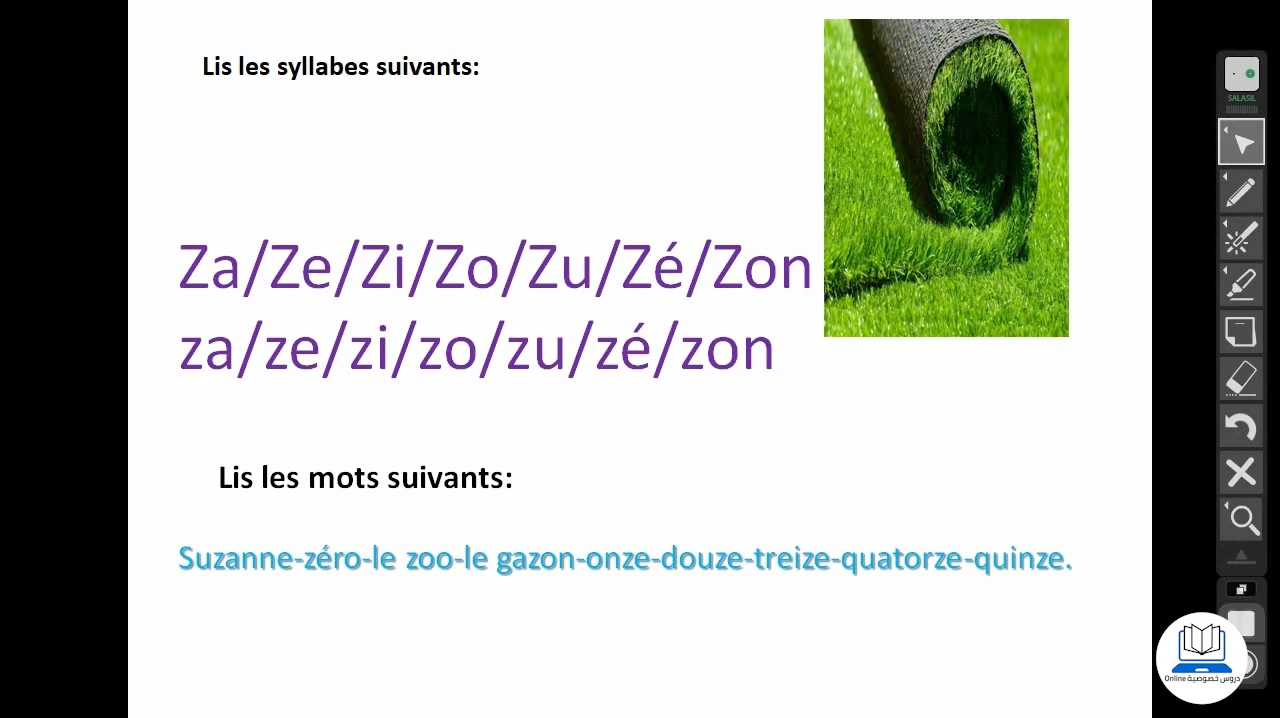 Lis les syllabes suivants:
Za/Ze/Zi/Zo/Zu/Zé/Zon
za/ze/zi/zo/zu/zé/zon
Lis les mots suivants:
Suzanne-zéro-le zoo-le gazon-onze-douze-treize-quatorze-quinze.
SALASIL
دروس خصوصية Online